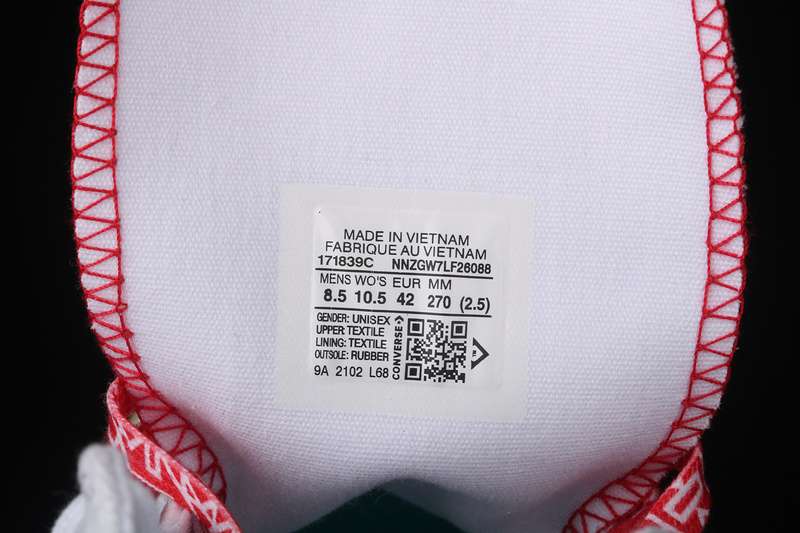 MADE IN VIETNAM
FABRIQUE AU VIETNAM
171839C NNZGW7LF26088
MENS WO'S EUR MM
8.5 10.5 42 270 (2.5)
GENDER: UNISEX
UPPER TEXTILE
LINING: TEXTILE
OUTSOLE: RUBBER
9A 2102 L68
CONVERSE
TM